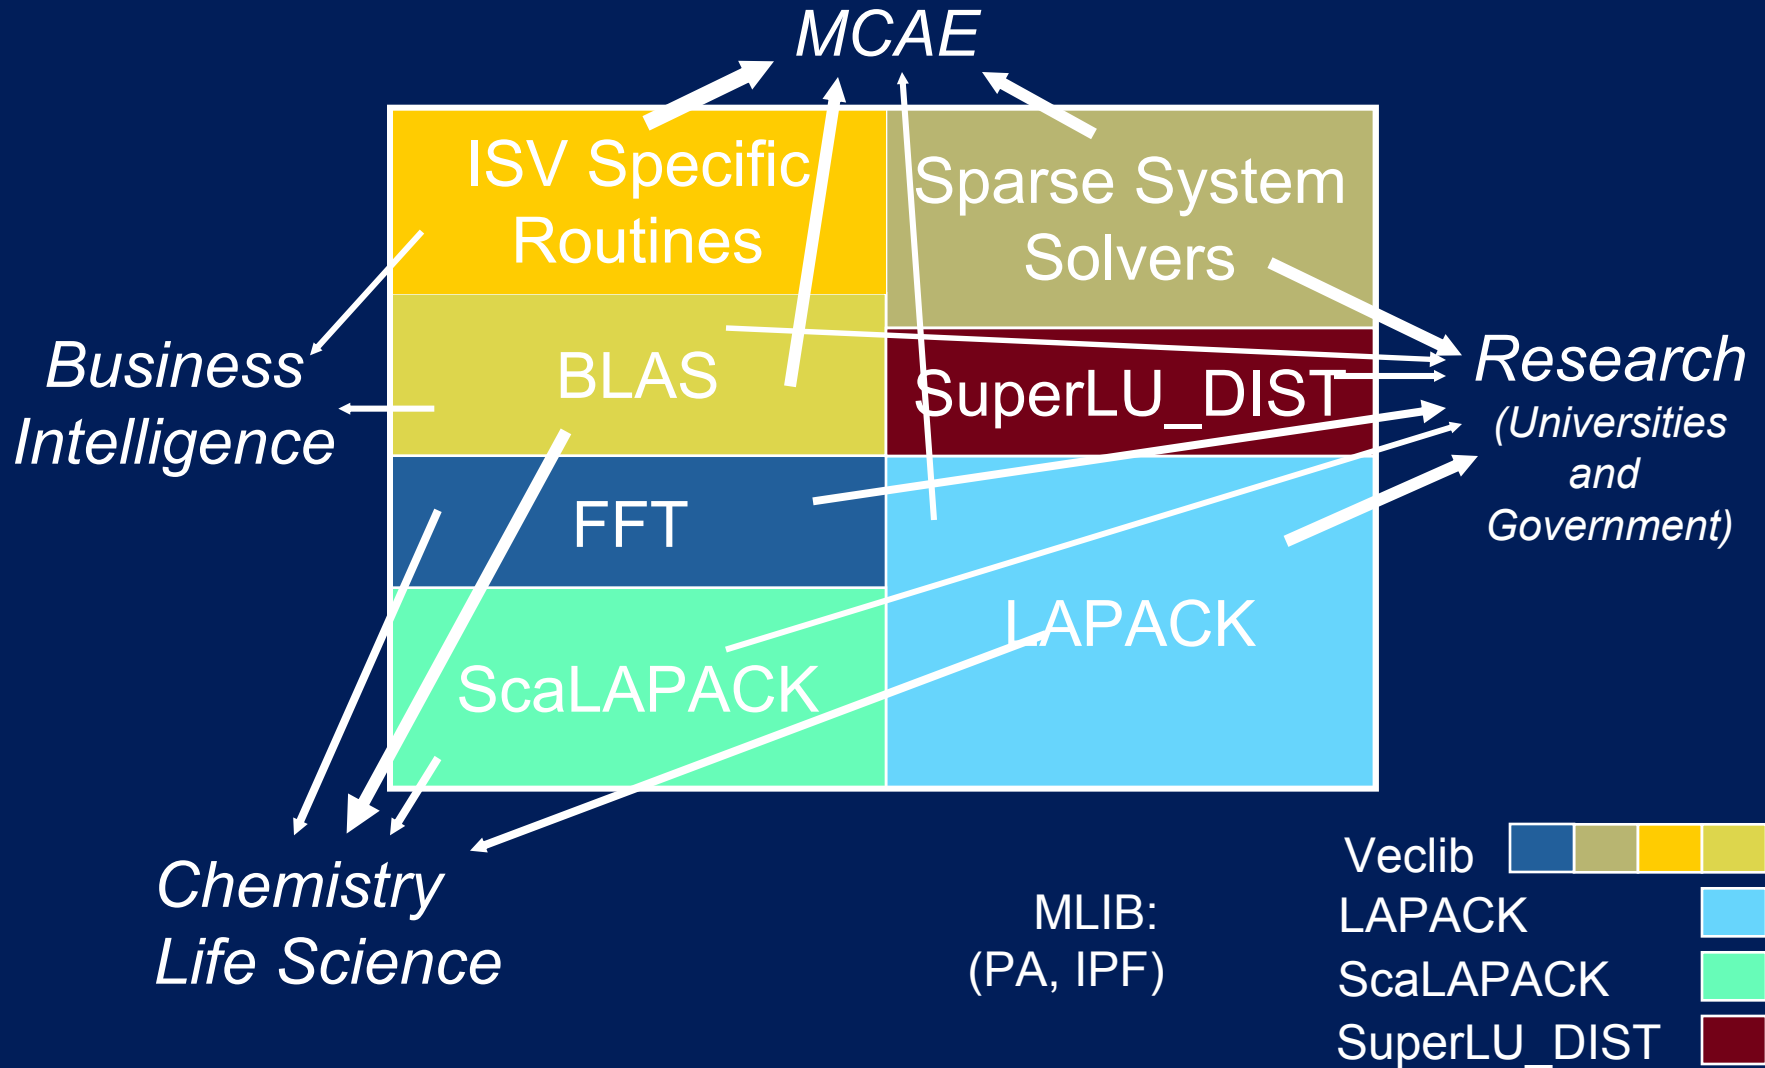 MCAE
ISV Specific
Routines
Sparse System
Solvers
Business
Intelligence
BLAS
SuperLU_DIST
Research
(Universities
and
Government)
FFT
LAPACK
ScaLAPACK
Chemistry
Life Science
MLIB:
(PA, IPF)
Veclib
LAPACK
ScaLAPACK
SuperLU_DIST